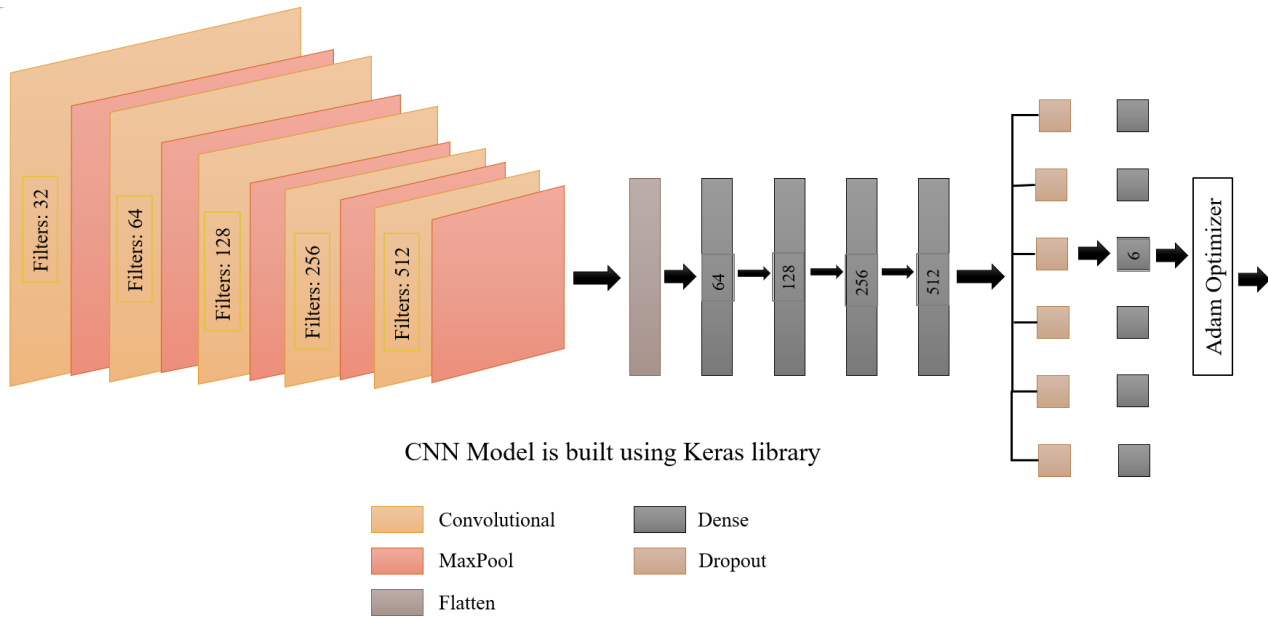 Filters: 32
Filters: 64
Filters: 128
Filters: 256
Filters: 512
64
128
256
512
6
Adam Optimizer
CNN Model is built using Keras library
Convolutional
Dense
MaxPool
Dropout
Flatten